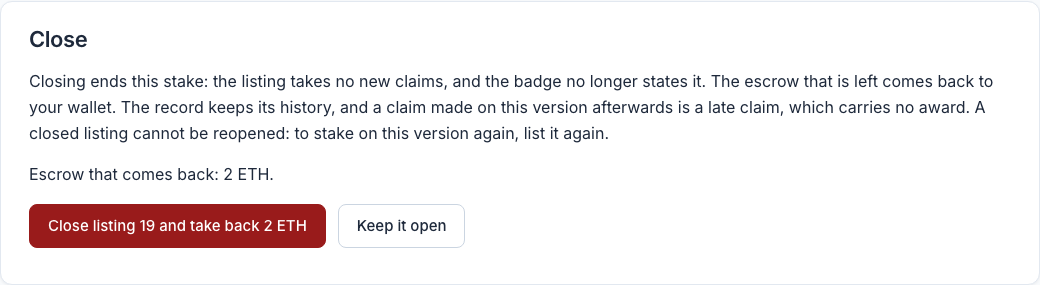 Close
Closing ends this stake: the listing takes no new claims, and the badge no longer states it. The escrow that is left comes back to
your wallet. The record keeps its history, and a claim made on this version afterwards is a late claim, which carries no award. A
closed listing cannot be reopened: to stake on this version again, list it again.
Escrow that comes back: 2 ETH.
Close listing 19 and take back 2 ETH
Keep it open